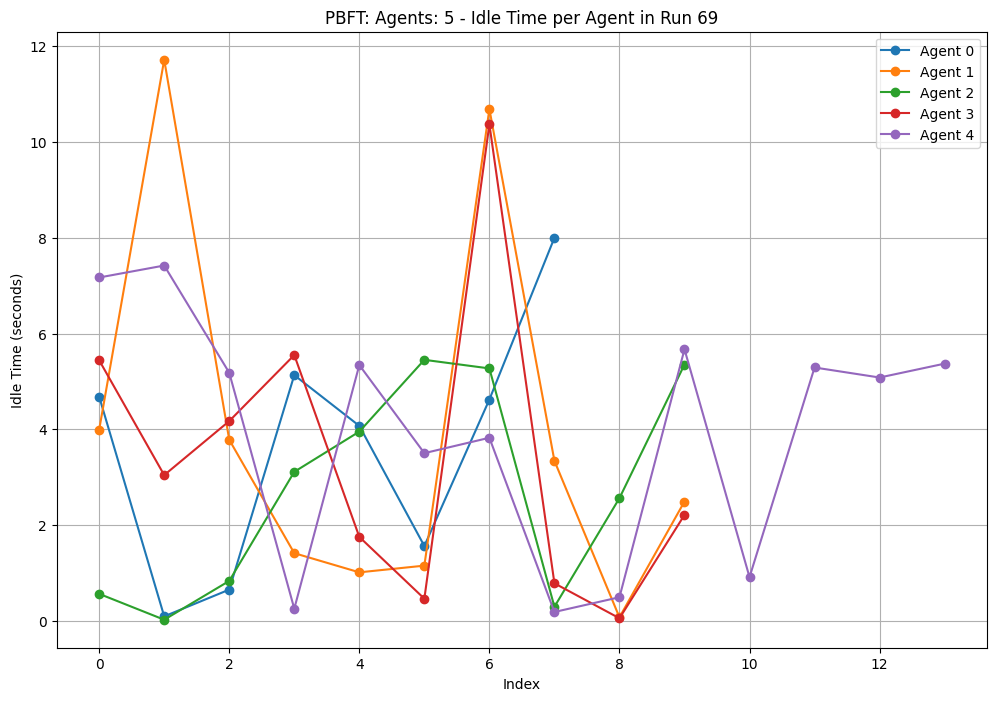 PBFT: Agents: 5 - Idle Time per Agent in Run 69
12
10
8
6
4
2
0
Idle Time (seconds)
0 2 4 6 8 10 12
Index
Agent 0
Agent 1
Agent 2
Agent 3
Agent 4